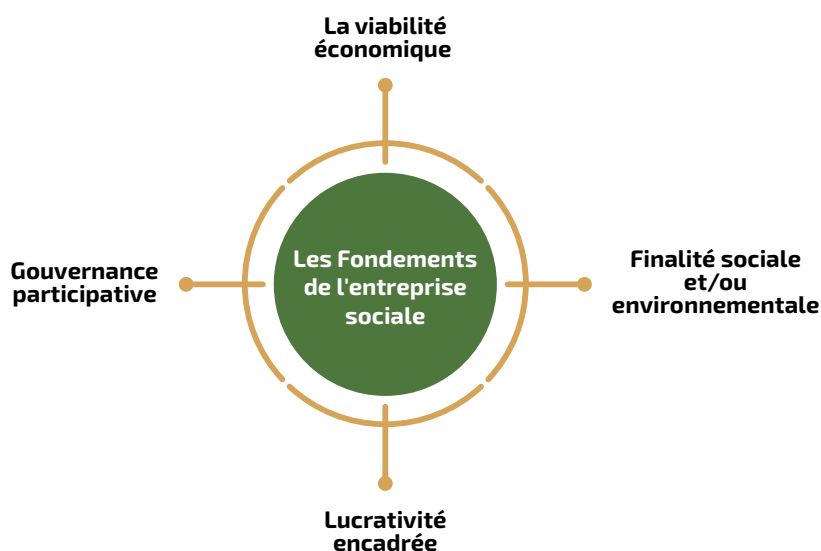 La viabilité
économique
Les Fondements
de l'entreprise
sociale
Gouvernance
participative
Finalité sociale
et/ou
environnementale
Lucrativité
encadrée